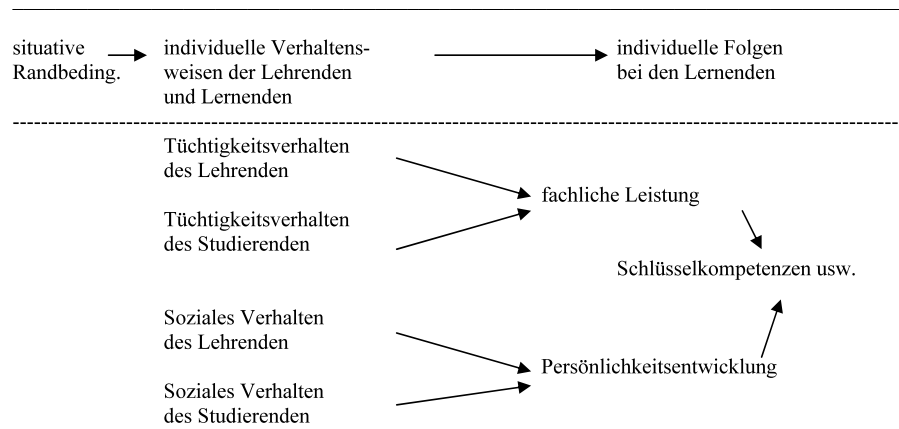 situative
Randbeding.
individuelle Verhaltens-
weisen der Lehrenden
und Lernenden
individuelle Folgen
bei den Lernenden
Tüchtigkeitsverhalten
des Lehrenden
fachliche Leistung
Tüchtigkeitsverhalten
des Studierenden
Schlüsselkompetenzen usw.
Soziales Verhalten
des Lehrenden
Persönlichkeitsentwicklung
Soziales Verhalten
des Studierenden